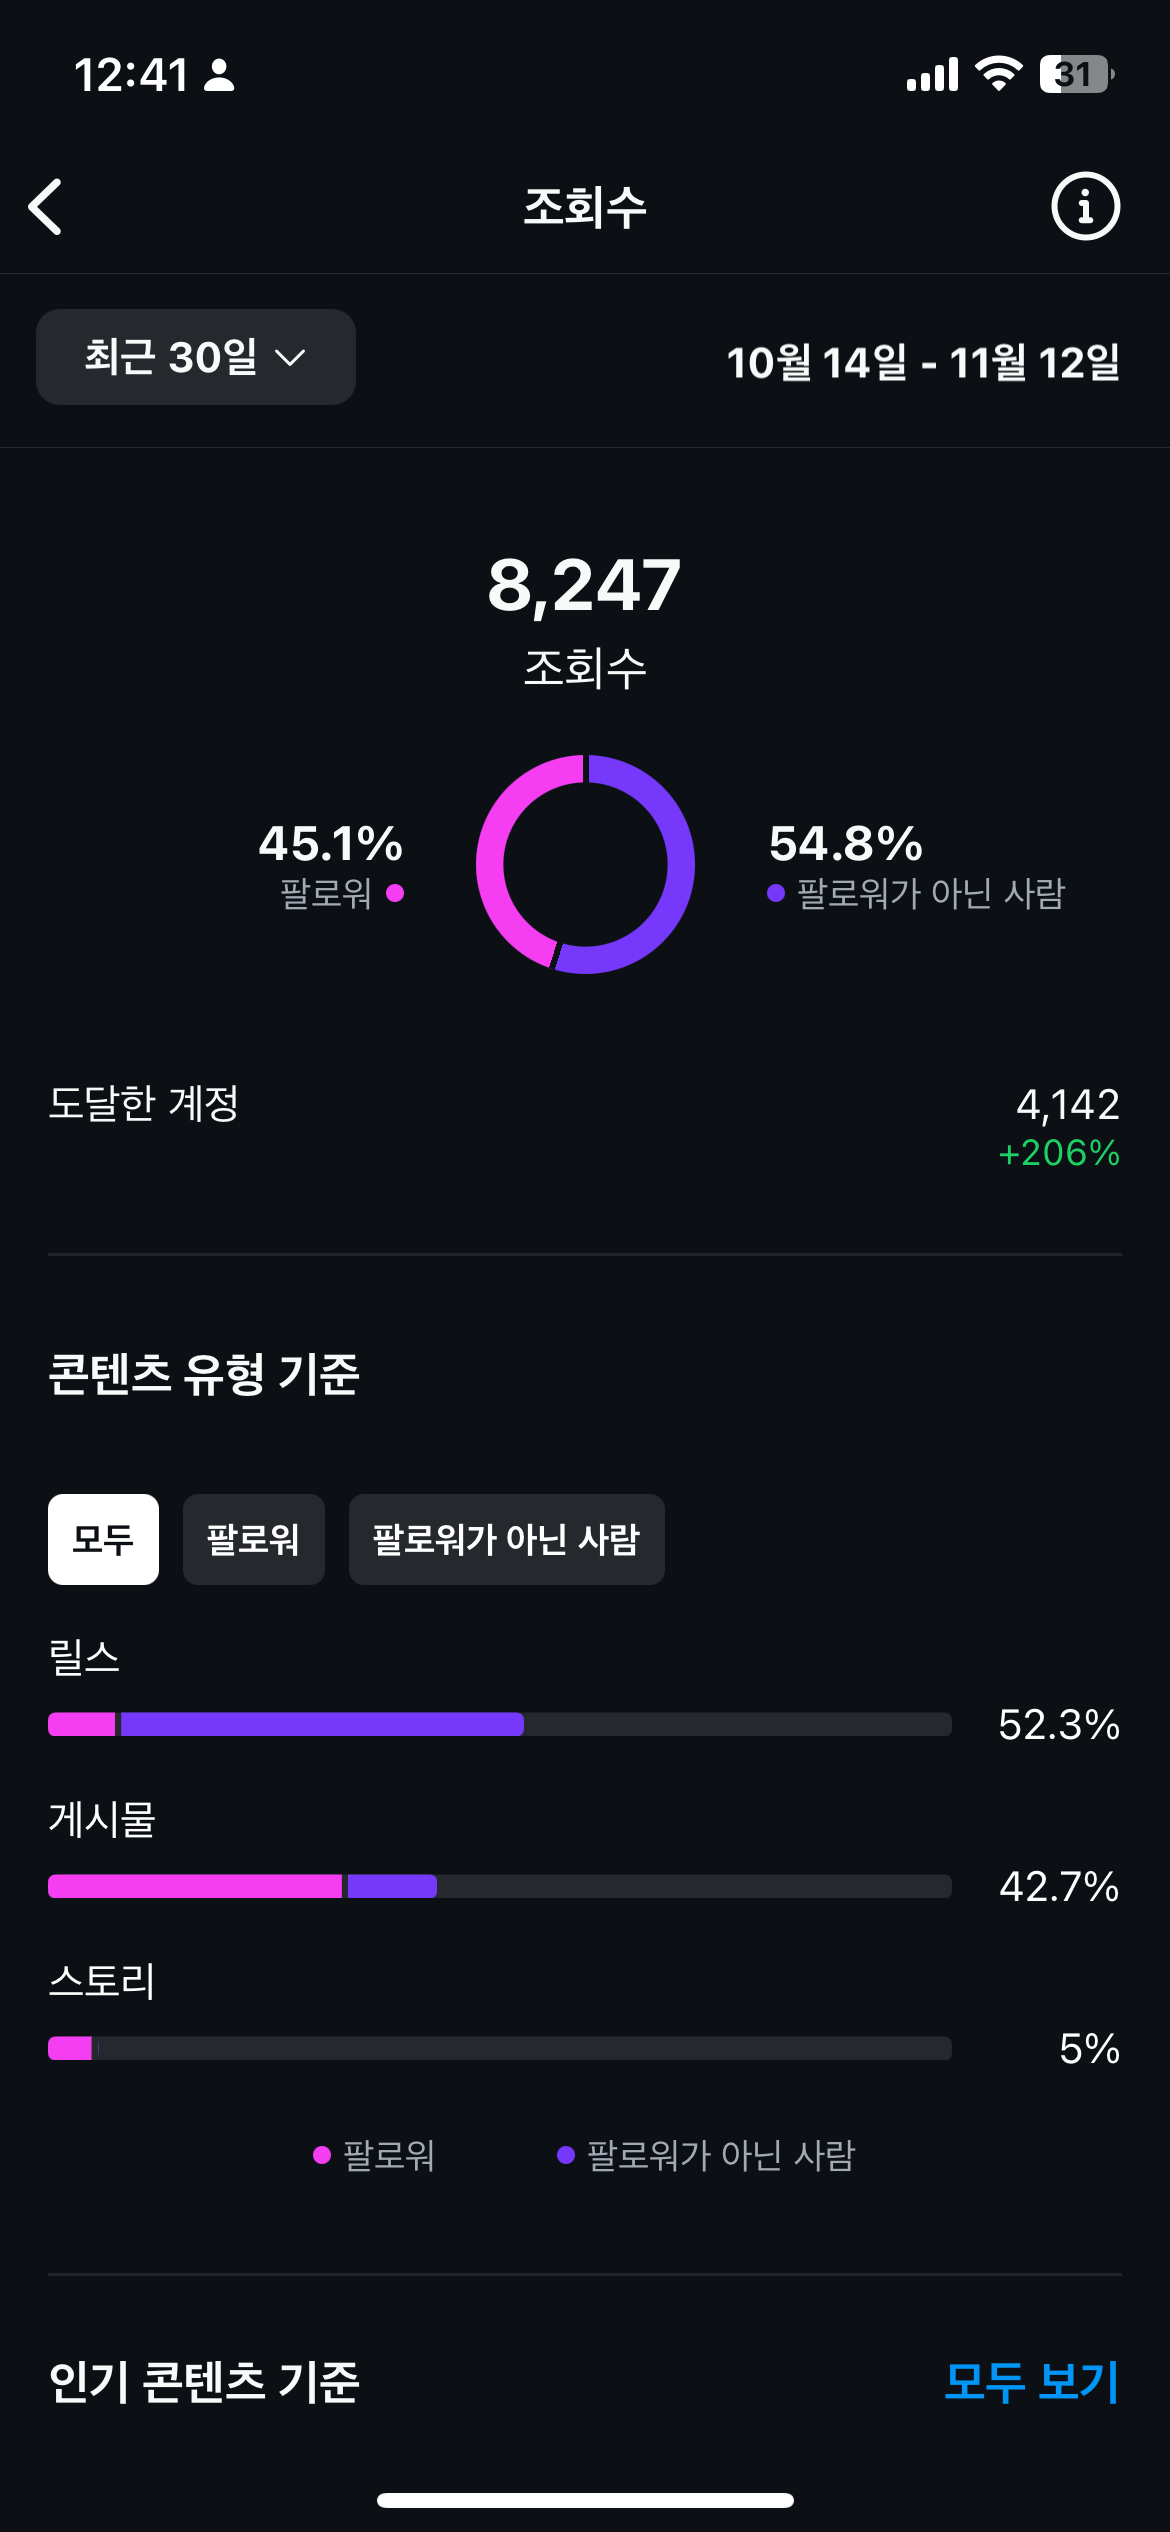 12:41
31
조회수
최근 30일
10월 14일 - 11월 12일
8,247
조회수
45.1%
팔로워
54.8%
팔로워가 아닌 사람
도달한 계정
4,142
+206%
콘텐츠 유형 기준
모두
팔로워
팔로워가 아닌 사람
릴스
52.3%
게시물
42.7%
스토리
5%
팔로워
팔로워가 아닌 사람
인기 콘텐츠 기준
모두 보기